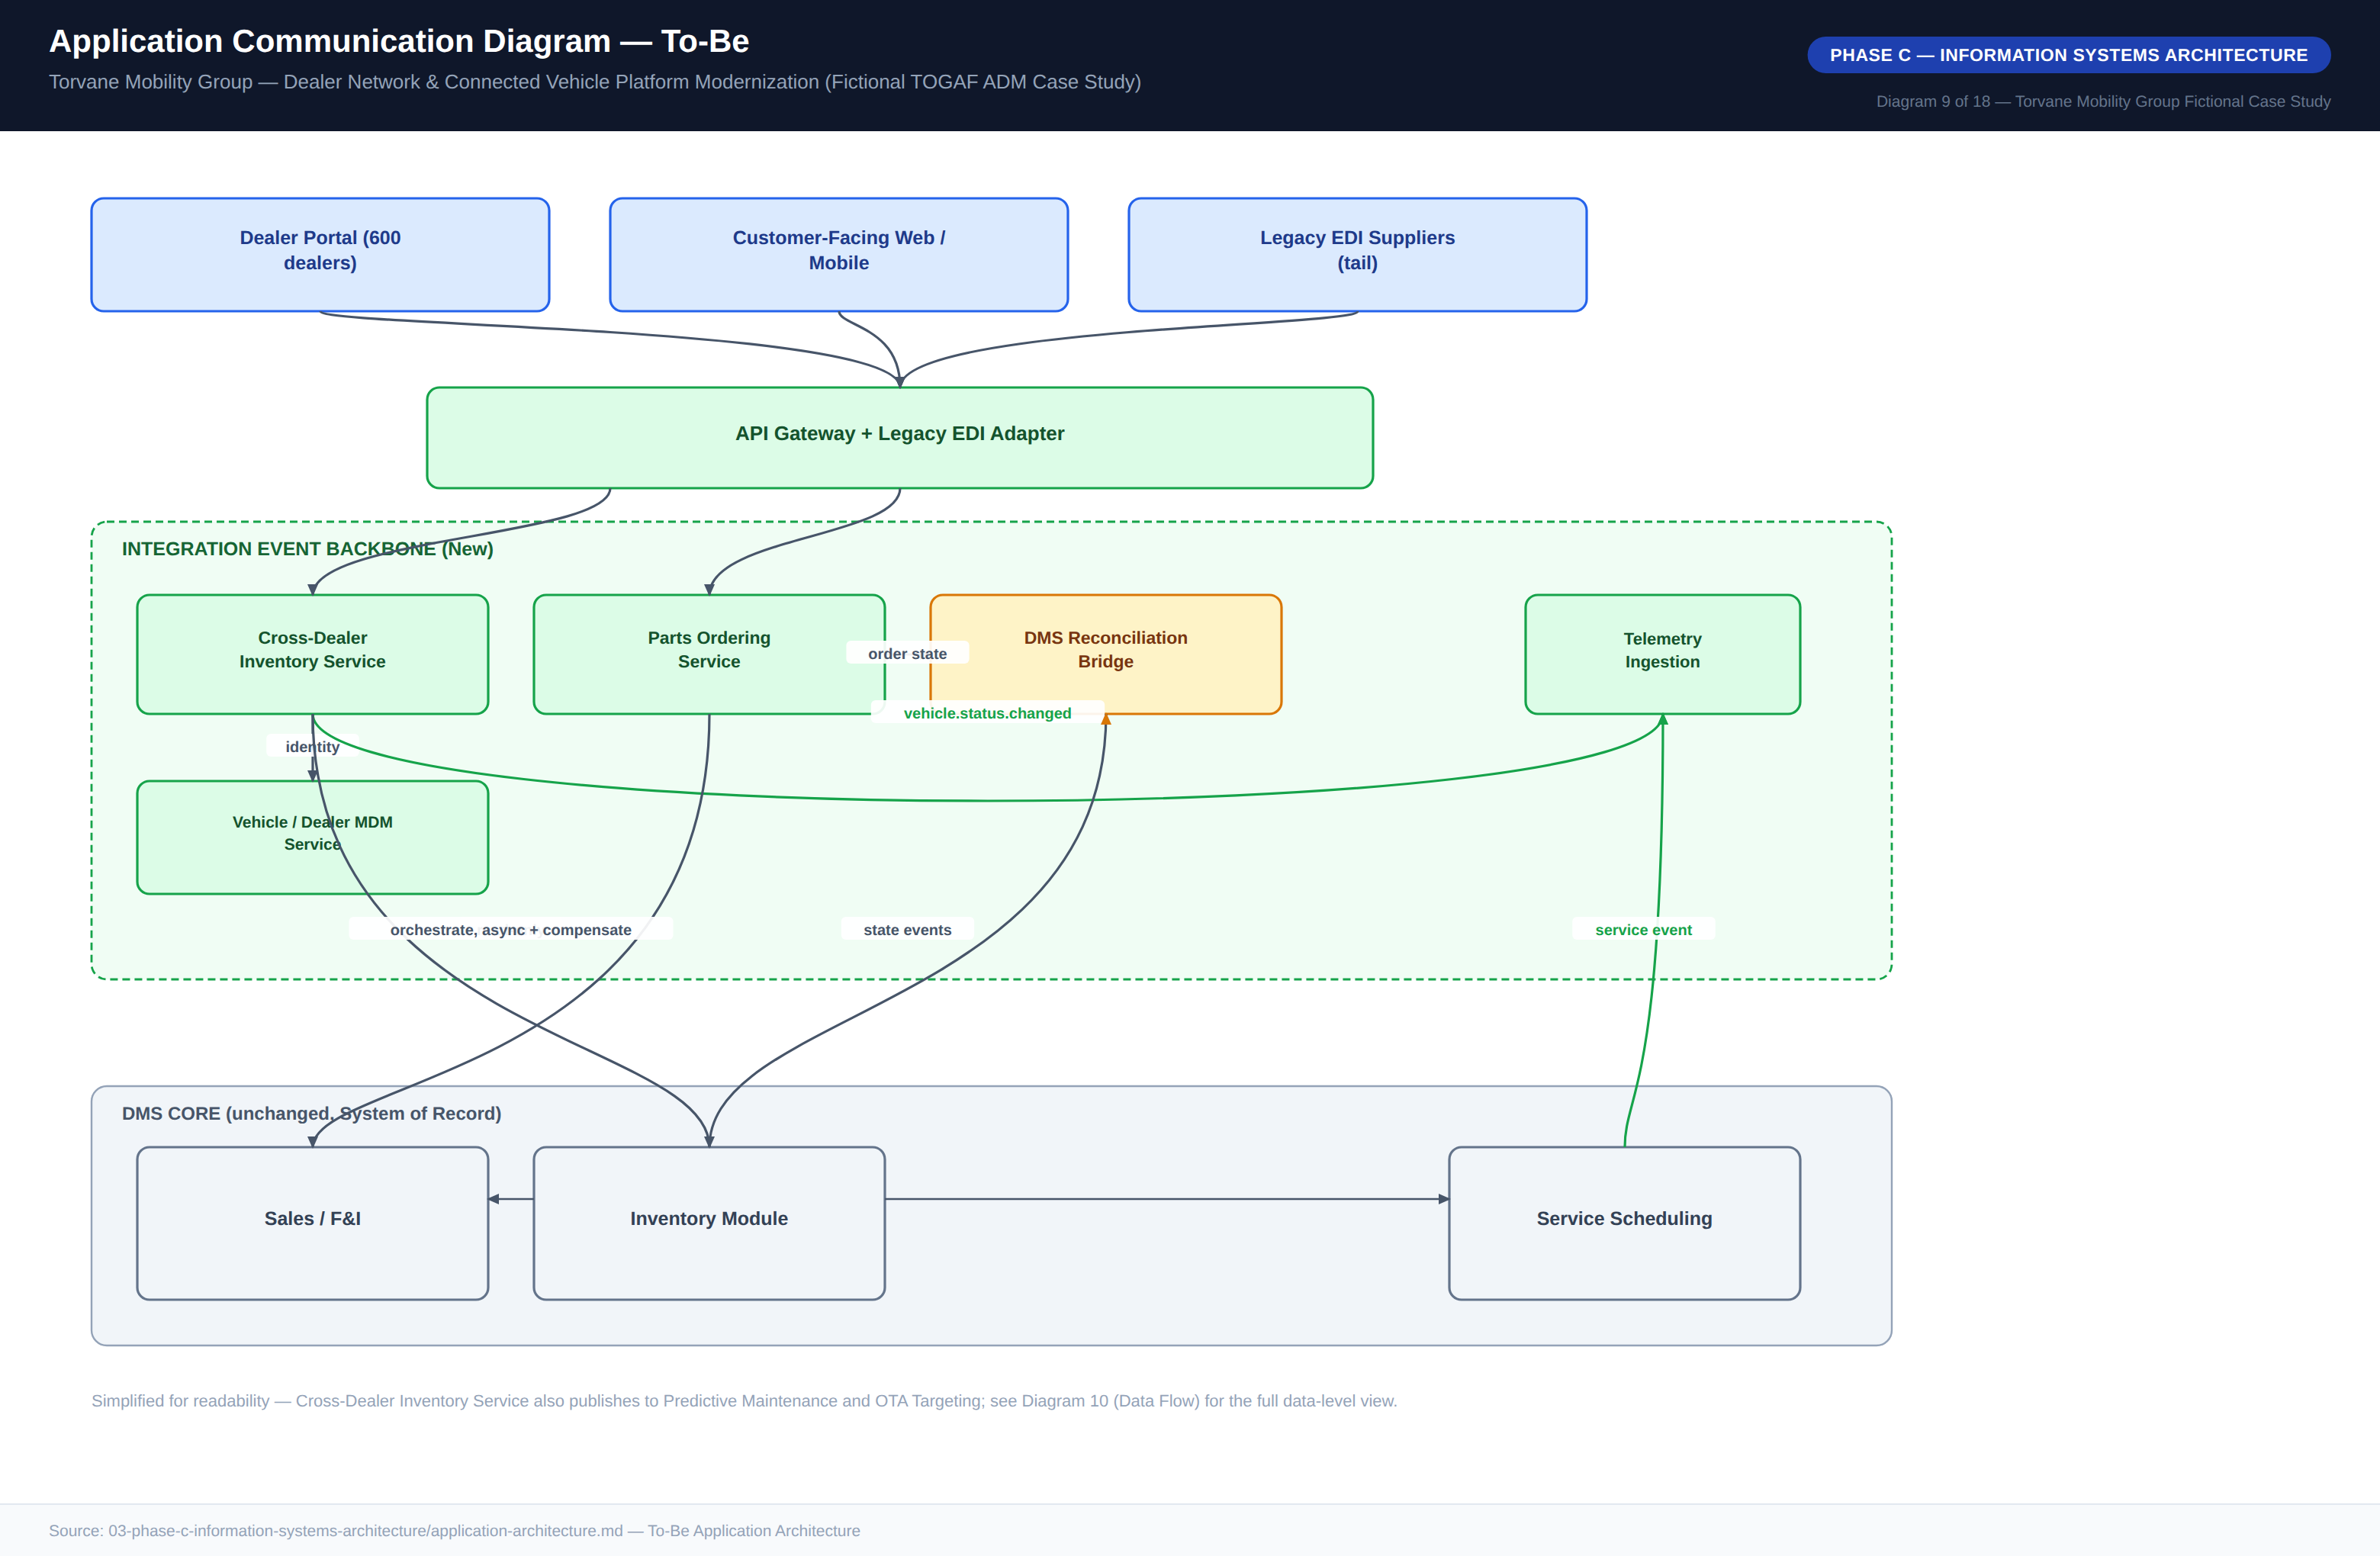 Application Communication Diagram — To-Be
Torvane Mobility Group — Dealer Network & Connected Vehicle Platform Modernization (Fictional TOGAF ADM Case Study)
PHASE C — INFORMATION SYSTEMS ARCHITECTURE
Diagram 9 of 18 — Torvane Mobility Group Fictional Case Study
Dealer Portal (600
dealers)
Customer-Facing Web /
Mobile
Legacy EDI Suppliers
(tail)
API Gateway + Legacy EDI Adapter
INTEGRATION EVENT BACKBONE (New)
Cross-Dealer
Inventory Service
Parts Ordering
Service
order state
DMS Reconciliation
Bridge
Telemetry
Ingestion
vehicle.status.changed
identity
Vehicle / Dealer MDM
Service
orchestrate, async + compensate
state events
service event
DMS CORE (unchanged, System of Record)
Sales / F&I
Inventory Module
Service Scheduling
Simplified for readability — Cross-Dealer Inventory Service also publishes to Predictive Maintenance and OTA Targeting; see Diagram 10 (Data Flow) for the full data-level view.
Source: 03-phase-c-information-systems-architecture/application-architecture.md — To-Be Application Architecture